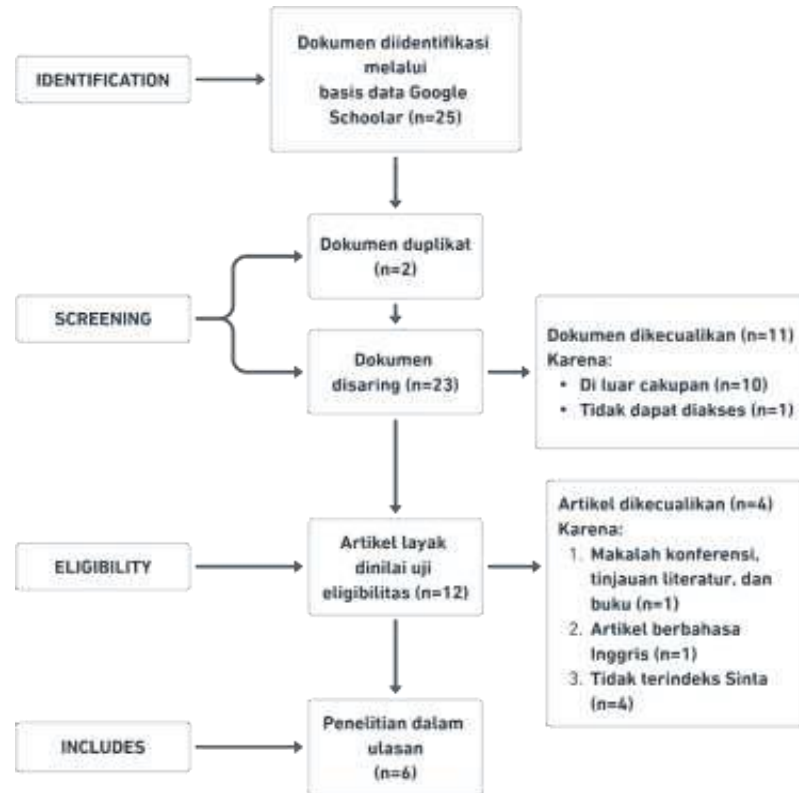 IDENTIFICATION
Dokumen diidentifikasi
melalui
basis data Google
Schoolar (n=25)
SCREENING
Dokumen duplikat
(n=2)
Dokumen
disaring (n=23)
Dokumen dikecualikan (n=11)
Karena:
• Di luar cakupan (n=10)
• Tidak dapat diakses (n=1)
ELIGIBILITY
Artikel layak
dinilai uji
eligibilitas (n=12)
Artikel dikecualikan (n=4)
Karena:
1. Makalah konferensi,
tinjauan literatur, dan
buku (n=1)
2. Artikel berbahasa
Inggris (n=1)
3. Tidak terindeks Sinta
(n=4)
INCLUDES
Penelitian dalam
ulasan
(n=6)